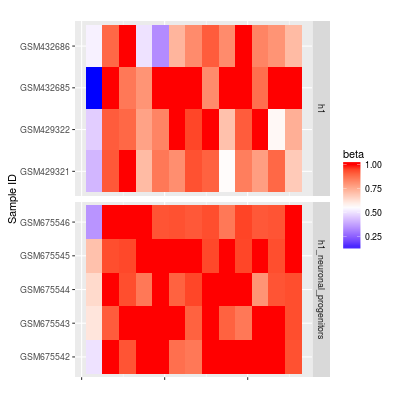 GSM432686
GSM432685
GSM429322
GSM429321
h1
GSM675546
GSM675545
GSM675544
GSM675543
GSM675542
h1_neuronal_progenitors
Sample ID
beta
1.00
0.75
0.50
0.25